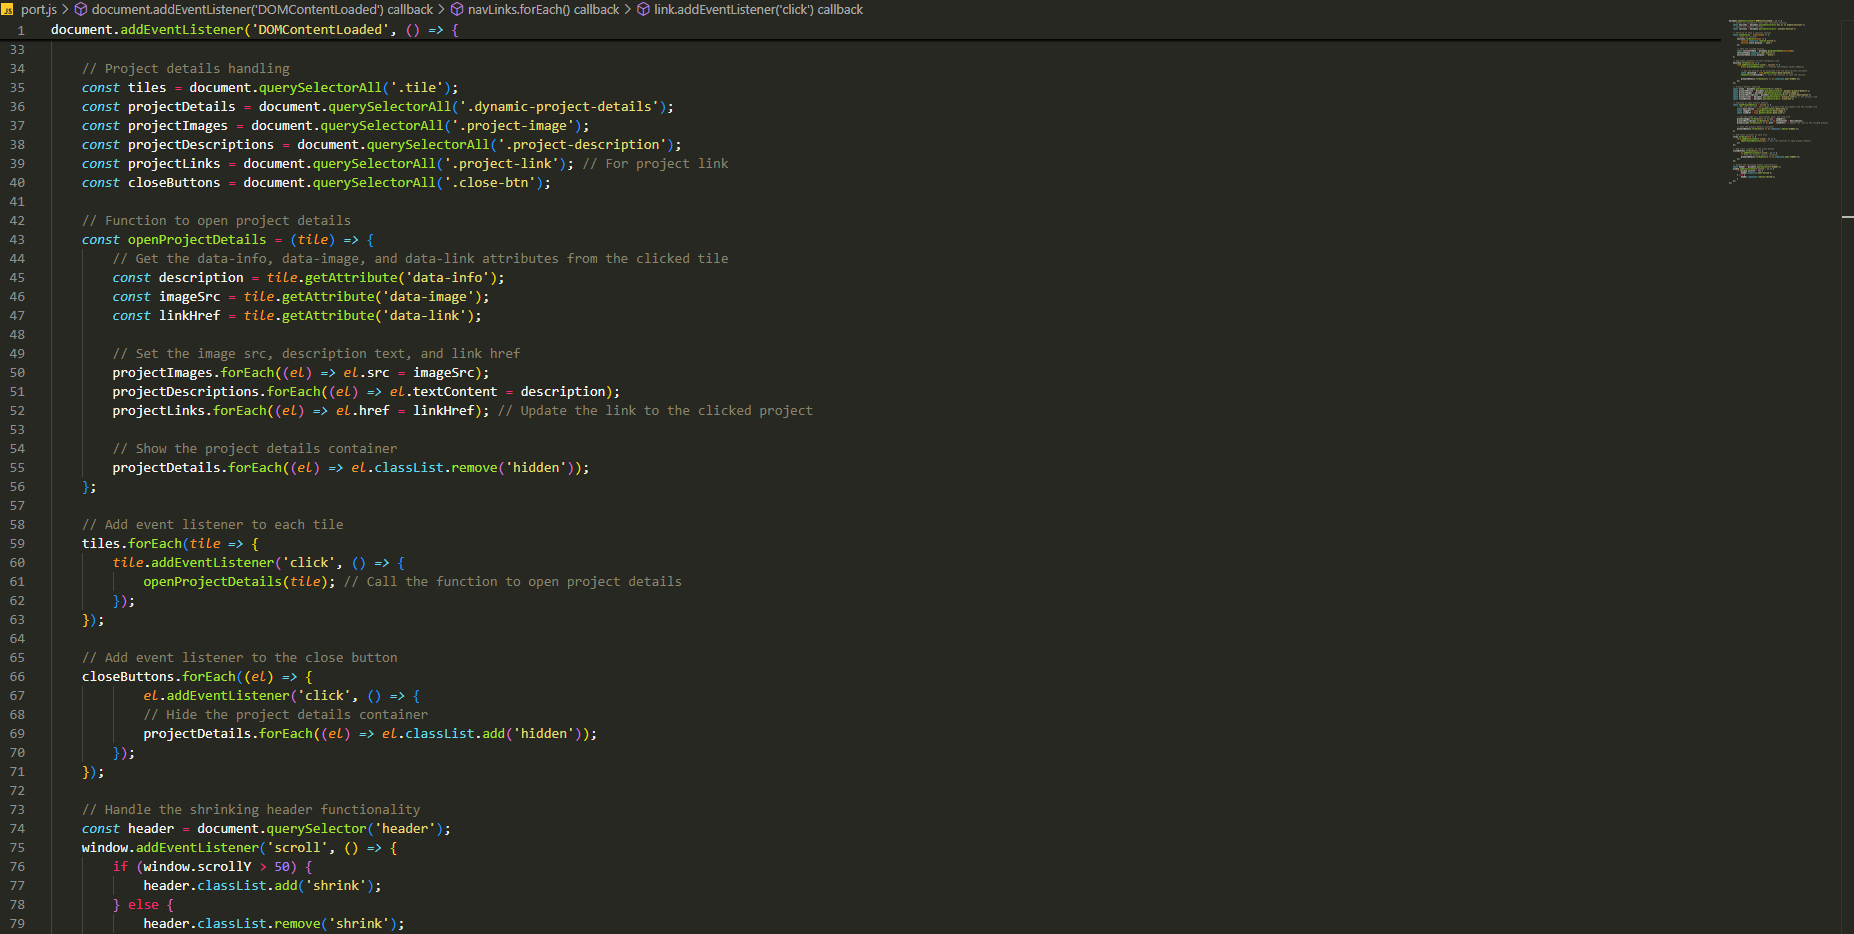 JS port.js > document.addEventListener('DOMContentLoaded') callback > navLinks.forEach() callback > link.addEventListener('click') callback
1 document.addEventListener('DOMContentLoaded', () => {
33
34 // Project details handling
35 const tiles = document.querySelectorAll('.tile');
36 const projectDetails = document.querySelectorAll('.dynamic-project-details');
37 const projectImages = document.querySelectorAll('.project-image');
38 const projectDescriptions = document.querySelectorAll('.project-description');
39 const projectLinks = document.querySelectorAll('.project-link'); // For project link
40 const closeButtons = document.querySelectorAll('.close-btn');
41
42 // Function to open project details
43 const openProjectDetails = (tile) => {
44 // Get the data-info, data-image, and data-link attributes from the clicked tile
45 const description = tile.getAttribute('data-info');
46 const imageSrc = tile.getAttribute('data-image');
47 const linkHref = tile.getAttribute('data-link');
48
49 // Set the image src, description text, and link href
50 projectImages.forEach((el) => el.src = imageSrc);
51 projectDescriptions.forEach((el) => el.textContent = description);
52 projectLinks.forEach((el) => el.href = linkHref); // Update the link to the clicked project
53
54 // Show the project details container
55 projectDetails.forEach((el) => el.classList.remove('hidden'));
56 };
57
58 // Add event listener to each tile
59 tiles.forEach(tile => {
60 tile.addEventListener('click', () => {
61 openProjectDetails(tile); // Call the function to open project details
62 });
63 });
64
65 // Add event listener to the close button
66 closeButtons.forEach((el) => {
67 el.addEventListener('click', () => {
68 // Hide the project details container
69 projectDetails.forEach((el) => el.classList.add('hidden'));
70 });
71 });
72
73 // Handle the shrinking header functionality
74 const header = document.querySelector('header');
75 window.addEventListener('scroll', () => {
76 if (window.scrollY > 50) {
77 header.classList.add('shrink');
78 } else {
79 header.classList.remove('shrink');